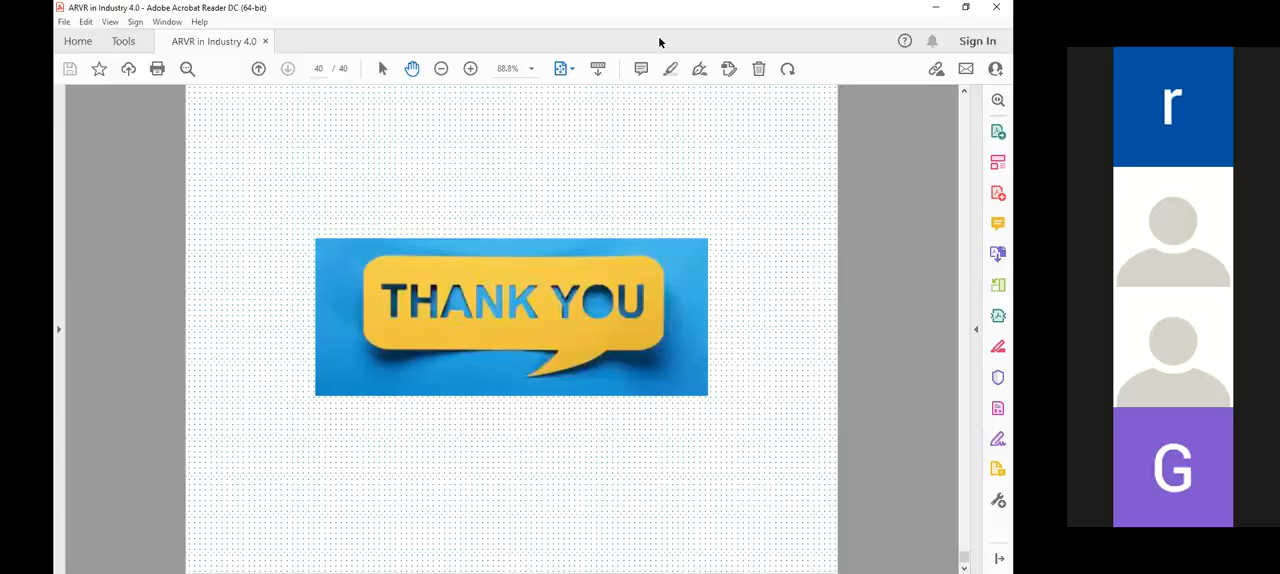 ARVR in Industry 4.0 - Adobe Acrobat Reader DC (64-bit)
File Edit View Sign Window Help
Home Tools ARVR in Industry 4.0 × Sign In
40 / 40 88.8%
THANK YOU
r
G